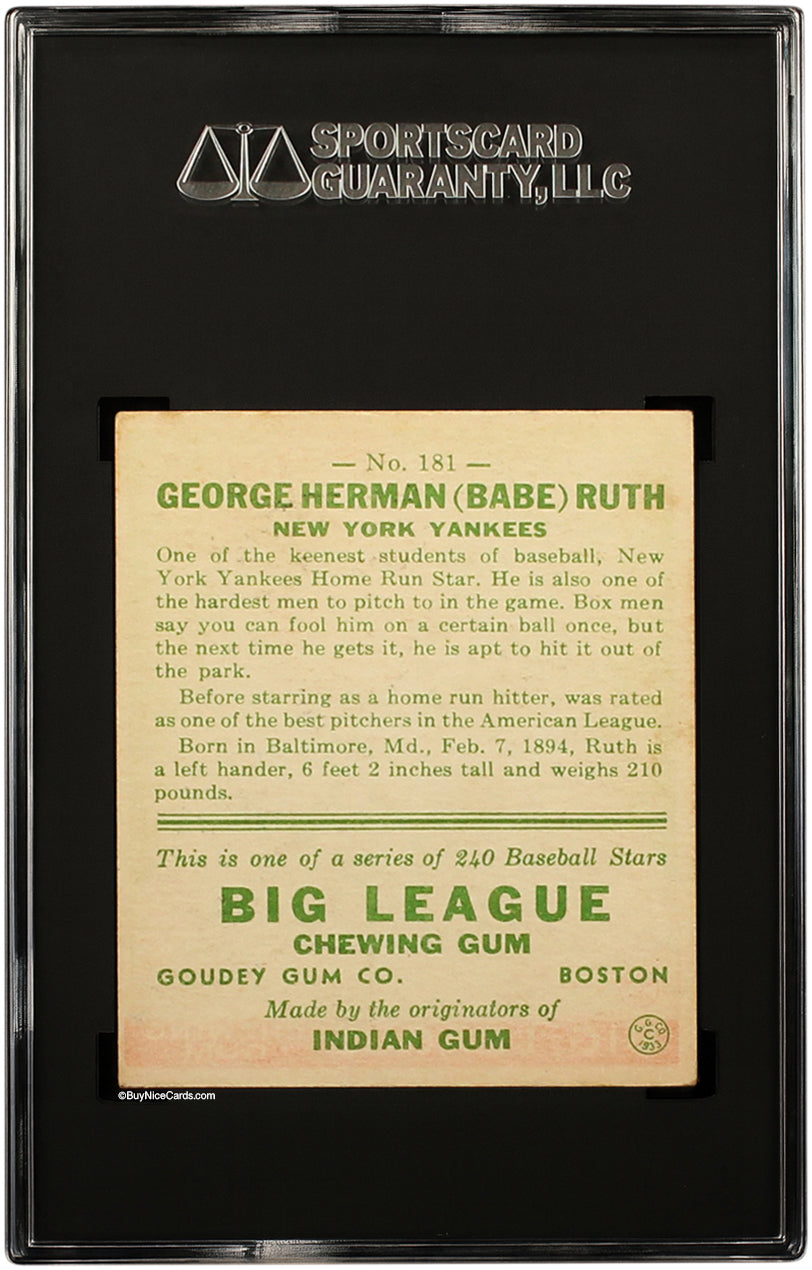 SPORTSCARD
GUARANTY, LLC
— No. 181 —
GEORGE HERMAN (BABE) RUTH
NEW YORK YANKEES
One of the keenest students of baseball, New
York Yankees Home Run Star. He is also one of
the hardest men to pitch to in the game. Box men
say you can fool him on a certain ball once, but
the next time he gets it, he is apt to hit it out of
the park.
Before starring as a home run hitter, was rated
as one of the best pitchers in the American League.
Born in Baltimore, Md., Feb. 7, 1894, Ruth is
a left hander, 6 feet 2 inches tall and weighs 210
pounds.
This is one of a series of 240 Baseball Stars
BIG LEAGUE
CHEWING GUM
GOUDEY GUM CO. BOSTON
Made by the originators of
INDIAN GUM
G.G.CO.
C
1933
©BuyNiceCards.com